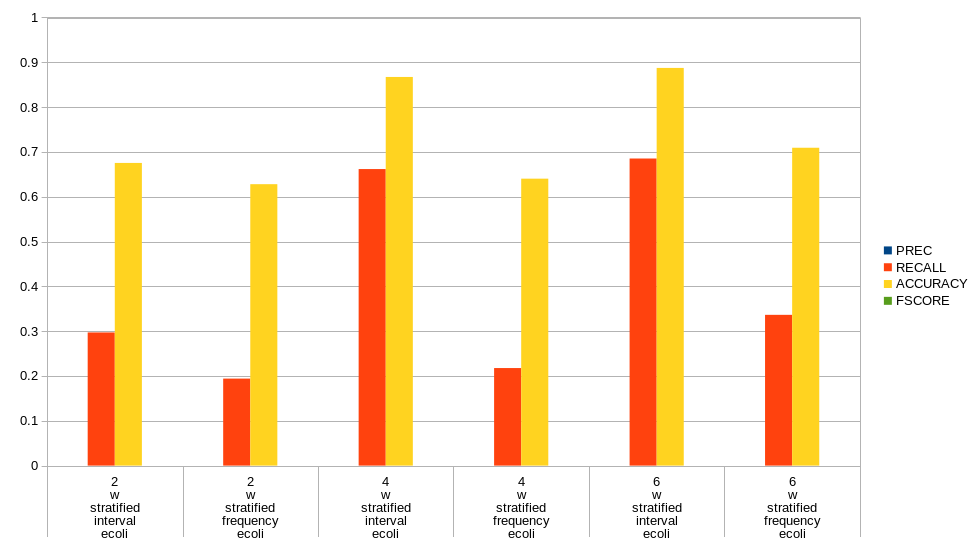 1
0.9
0.8
0.7
0.6
0.5
0.4
0.3
0.2
0.1
0
2
w
stratified
interval
ecoli
2
w
stratified
frequency
ecoli
4
w
stratified
interval
ecoli
4
w
stratified
frequency
ecoli
6
w
stratified
interval
ecoli
6
w
stratified
frequency
ecoli
PREC
RECALL
ACCURACY
FSCORE